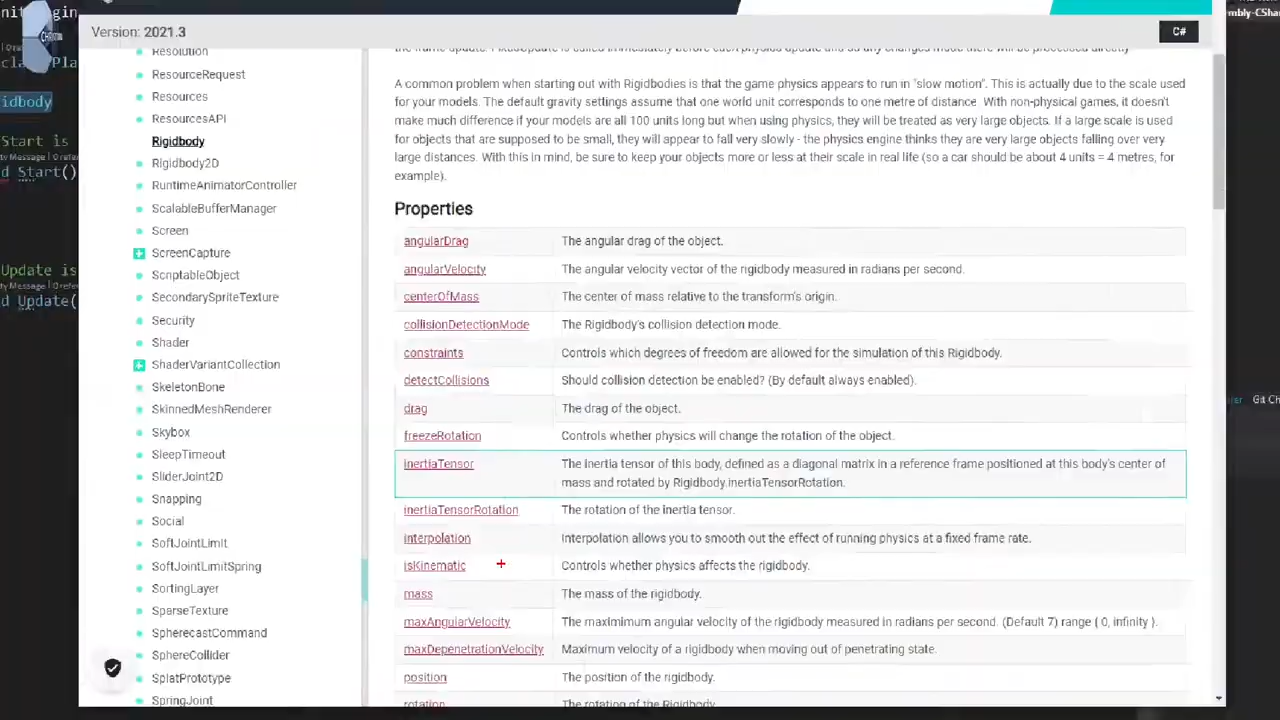 Version: 2021.3
C#
Resolution
ResourceRequest
Resources
ResourcesAPI
Rigidbody
Rigidbody2D
RuntimeAnimatorController
ScalableBufferManager
Screen
ScreenCapture
ScriptableObject
SecondarySpriteTexture
Security
Shader
ShaderVariantCollection
SkeletonBone
SkinnedMeshRenderer
Skybox
SleepTimeout
SliderJoint2D
Snapping
Social
SoftJointLimit
SoftJointLimitSpring
SortingLayer
SparseTexture
SpherecastCommand
SphereCollider
SplatPrototype
SpringJoint
A common problem when starting out with Rigidbodies is that the game physics appears to run in "slow motion". This is actually due to the scale used
for your models. The default gravity settings assume that one world unit corresponds to one metre of distance. With non-physical games, it doesn't
make much difference if your models are all 100 units long but when using physics, they will be treated as very large objects. If a large scale is used
for objects that are supposed to be small, they will appear to fall very slowly - the physics engine thinks they are very large objects falling over very
large distances. With this in mind, be sure to keep your objects more or less at their scale in real life (so a car should be about 4 units = 4 metres, for
example).
Properties
angularDrag The angular drag of the object.
angularVelocity The angular velocity vector of the rigidbody measured in radians per second.
centerOfMass The center of mass relative to the transform's origin.
collisionDetectionMode The Rigidbody's collision detection mode.
constraints Controls which degrees of freedom are allowed for the simulation of this Rigidbody.
detectCollisions Should collision detection be enabled? (By default always enabled).
drag The drag of the object.
freezeRotation Controls whether physics will change the rotation of the object.
inertiaTensor The inertia tensor of this body, defined as a diagonal matrix in a reference frame positioned at this body's center of
mass and rotated by Rigidbody.inertiaTensorRotation.
inertiaTensorRotation The rotation of the inertia tensor.
interpolation Interpolation allows you to smooth out the effect of running physics at a fixed frame rate.
isKinematic Controls whether physics affects the rigidbody.
mass The mass of the rigidbody.
maxAngularVelocity The maximimum angular velocity of the rigidbody measured in radians per second. (Default 7) range { 0, infinity }.
maxDepenetrationVelocity Maximum velocity of a rigidbody when moving out of penetrating state.
position The position of the rigidbody.
rotation The rotation of the Rigidbody.
idbody
Start is
d Start()
Update is
d Update(
Git Ch